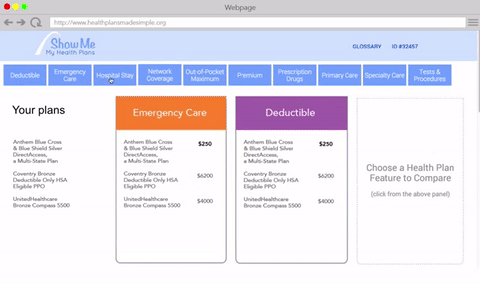 Webpage
http://www.healthplansmadesimple.org
Show Me
My Health Plans
GLOSSARY
ID #32457
Deductible
Emergency
Care
Hospital Stay
Network
Coverage
Out-of-Pocket
Maximum
Premium
Prescription
Drugs
Primary Care
Specialty Care
Tests &
Procedures
Your plans
Anthem Blue Cross
& Blue Shield Silver
DirectAccess,
a Multi-State Plan
Coventry Bronze
Deductible Only HSA
Eligible PPO
UnitedHealthcare
Bronze Compass 5500
Emergency Care
Anthem Blue Cross
& Blue Shield Silver
DirectAccess,
a Multi-State Plan
$250
Coventry Bronze
Deductible Only HSA
Eligible PPO
$6200
UnitedHealthcare
Bronze Compass 5500
$4000
Deductible
Anthem Blue Cross
& Blue Shield Silver
DirectAccess,
a Multi-State Plan
$250
Coventry Bronze
Deductible Only HSA
Eligible PPO
$6200
UnitedHealthcare
Bronze Compass 5500
$4000
Choose a Health Plan
Feature to Compare
(click from the above panel)